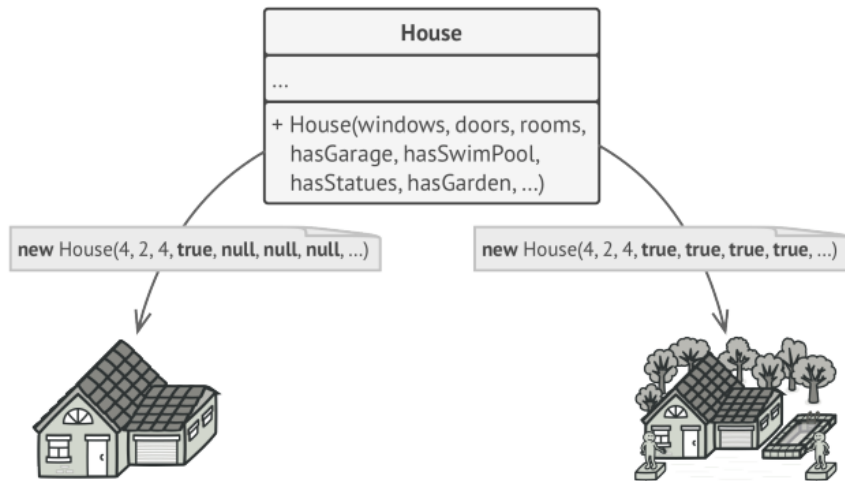 House
...
+ House(windows, doors, rooms,
hasGarage, hasSwimPool,
hasStatues, hasGarden, ...)
new House(4, 2, 4, true, null, null, null, ...)
new House(4, 2, 4, true, true, true, true, ...)